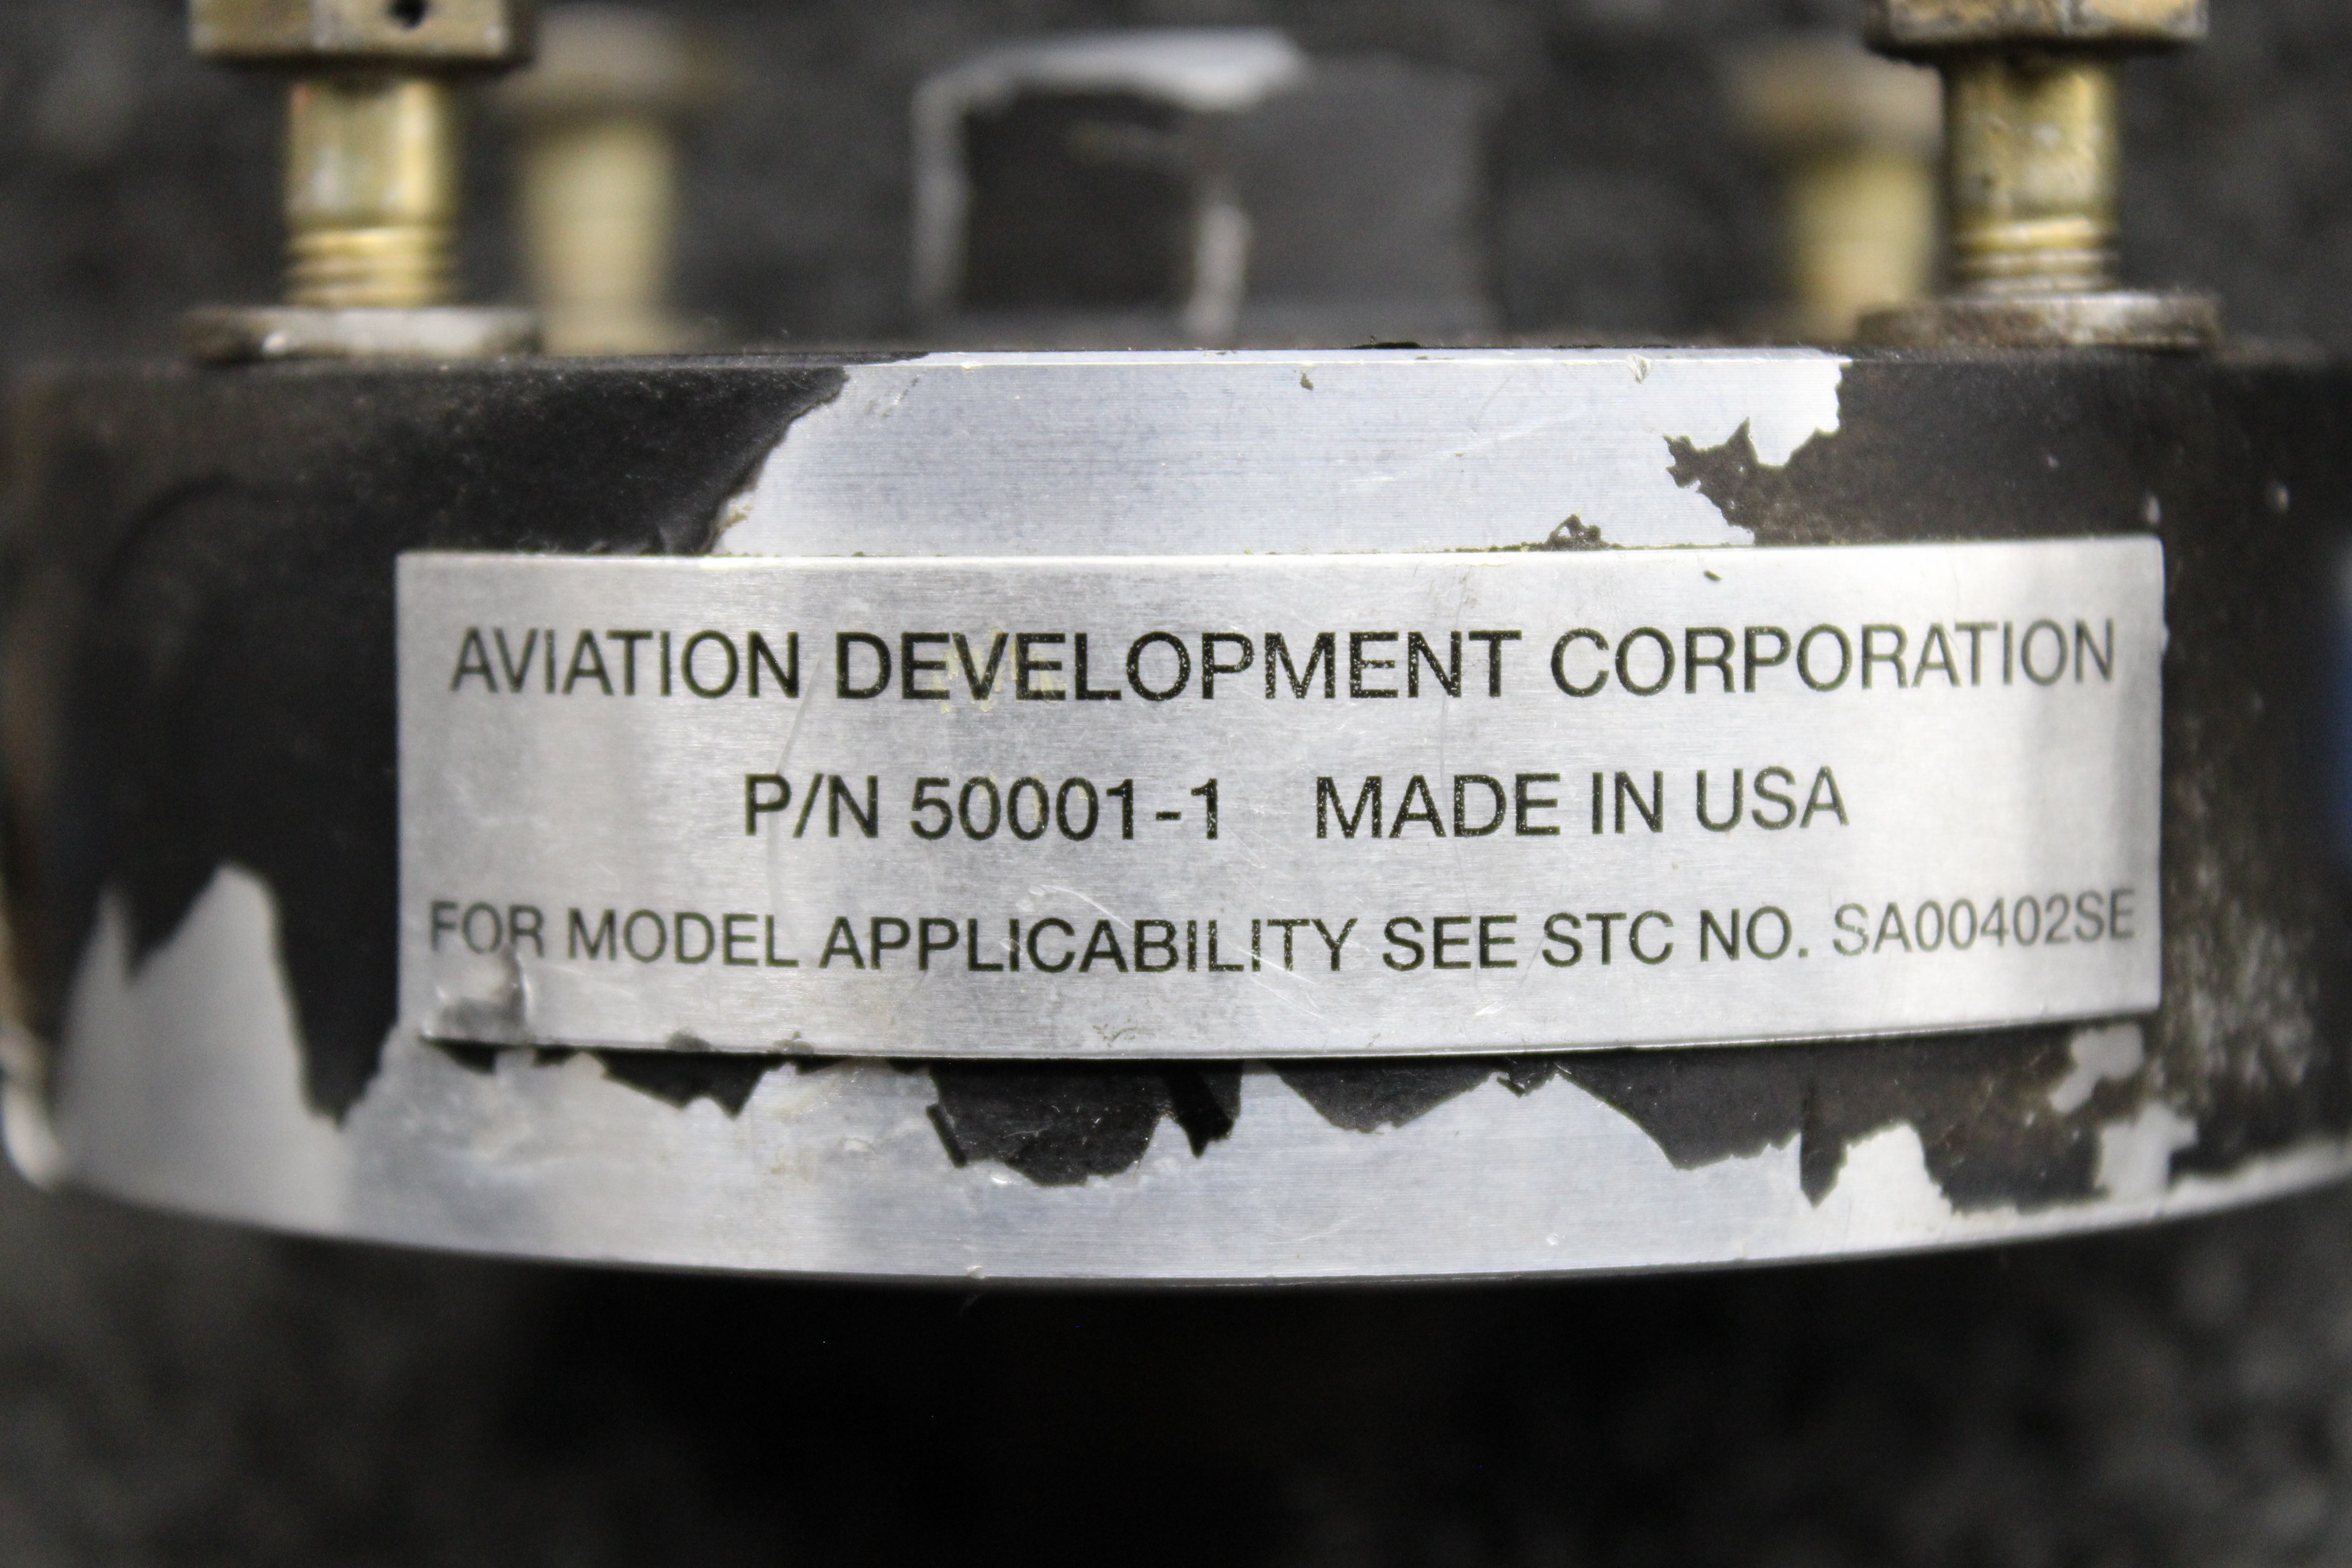 AVIATION DEVELOPMENT CORPORATION
P/N 50001-1 MADE IN USA
FOR MODEL APPLICABILITY SEE STC NO. SA00402SE